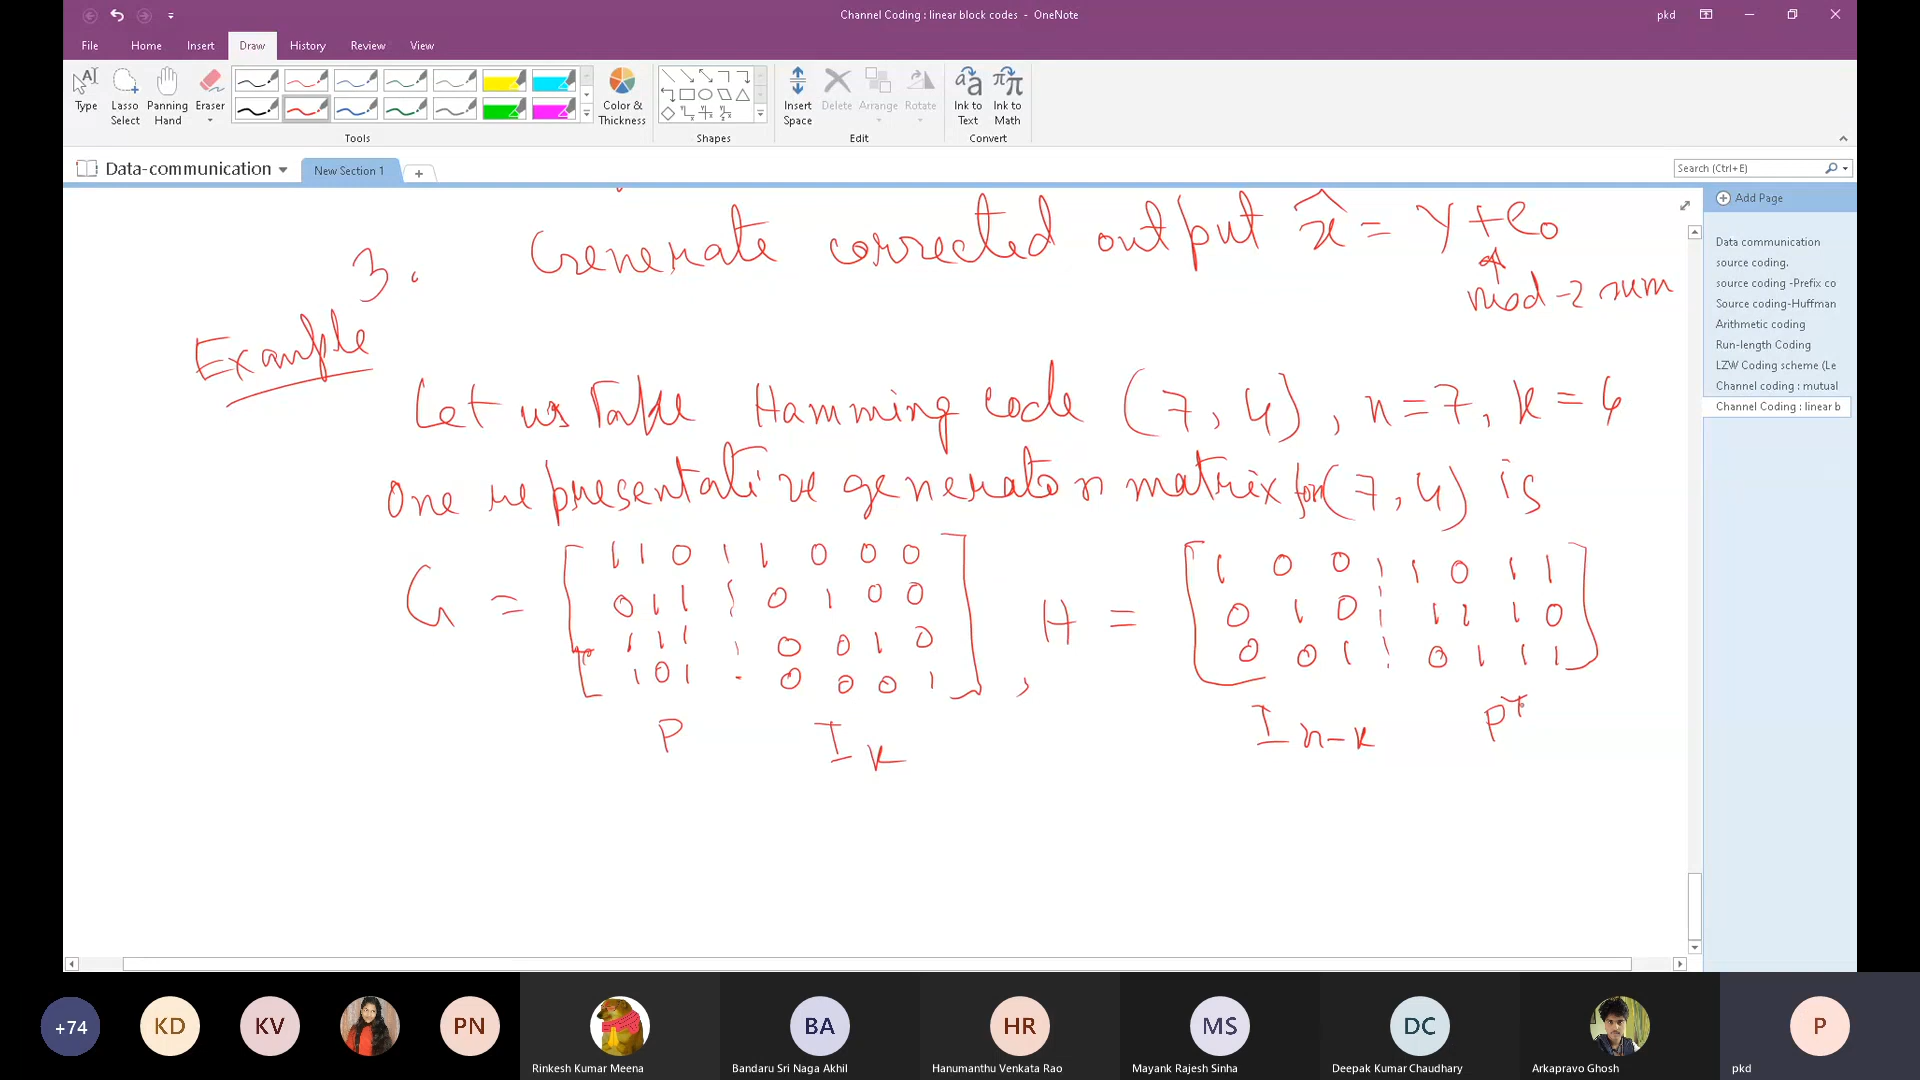 Channel Coding : linear block codes - OneNote
pkd
File Home Insert Draw History Review View
Type
Lasso Select
Panning Hand
Eraser
Color & Thickness
Insert Space
Delete
Arrange
Rotate
Ink to Text
Ink to Math
Tools
Shapes
Edit
Convert
Data-communication
New Section 1
Search (Ctrl+E)
Add Page
Data communication
source coding.
source coding -Prefix co
Source coding-Huffman
Arithmetic coding
Run-length Coding
LZW Coding scheme (Le
Channel coding : mutual
Channel Coding : linear b
3. Generate corrected output x̂ = y + e₀
mod-2 sum
Example
Let us Take Hamming code (7, 4), n=7, k=4
One representative generator matrix for (7, 4) is
G = [ 1 1 0 ¦ 1 0 0 0
0 1 1 ¦ 0 1 0 0
1 1 1 ¦ 0 0 1 0
1 0 1 ¦ 0 0 0 1 ] ,
P I k
H = [ 1 0 0 ¦ 1 0 1 1
0 1 0 ¦ 1 1 1 0
0 0 1 ¦ 0 1 1 1 ]
I n-k Pᵀ
+74
KD
KV
PN
Rinkesh Kumar Meena
BA
Bandaru Sri Naga Akhil
HR
Hanumanthu Venkata Rao
MS
Mayank Rajesh Sinha
DC
Deepak Kumar Chaudhary
Arkapravo Ghosh
P
pkd